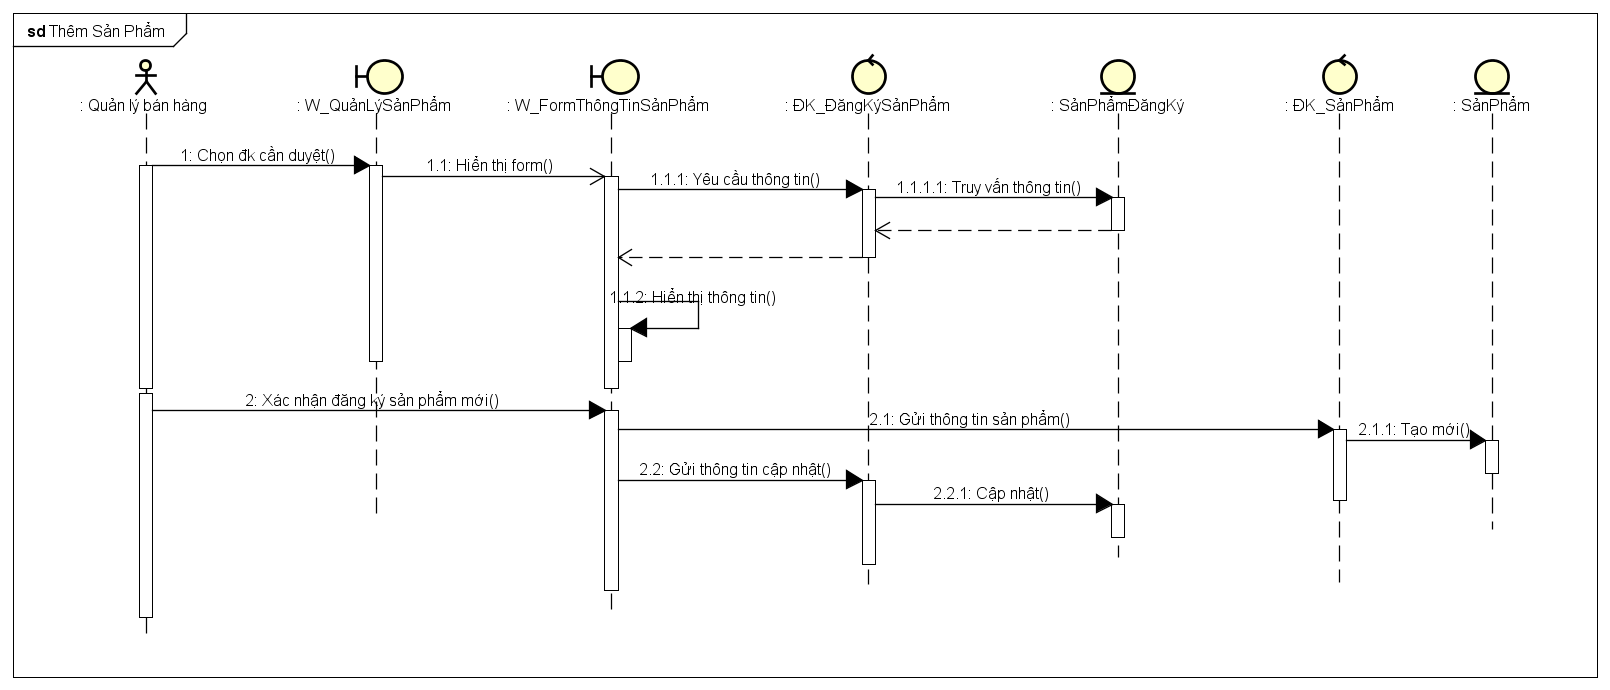 sd Thêm Sản Phẩm
: Quản lý bán hàng
: W_QuảnLýSảnPhẩm
: W_FormThôngTinSảnPhẩm
: ĐK_ĐăngKýSảnPhẩm
: SảnPhẩmĐăngKý
: ĐK_SảnPhẩm
: SảnPhẩm
1: Chọn đk cần duyệt()
1.1: Hiển thị form()
1.1.1: Yêu cầu thông tin()
1.1.1.1: Truy vấn thông tin()
1.1.2: Hiển thị thông tin()
2: Xác nhận đăng ký sản phẩm mới()
2.1: Gửi thông tin sản phẩm()
2.1.1: Tạo mới()
2.2: Gửi thông tin cập nhật()
2.2.1: Cập nhật()